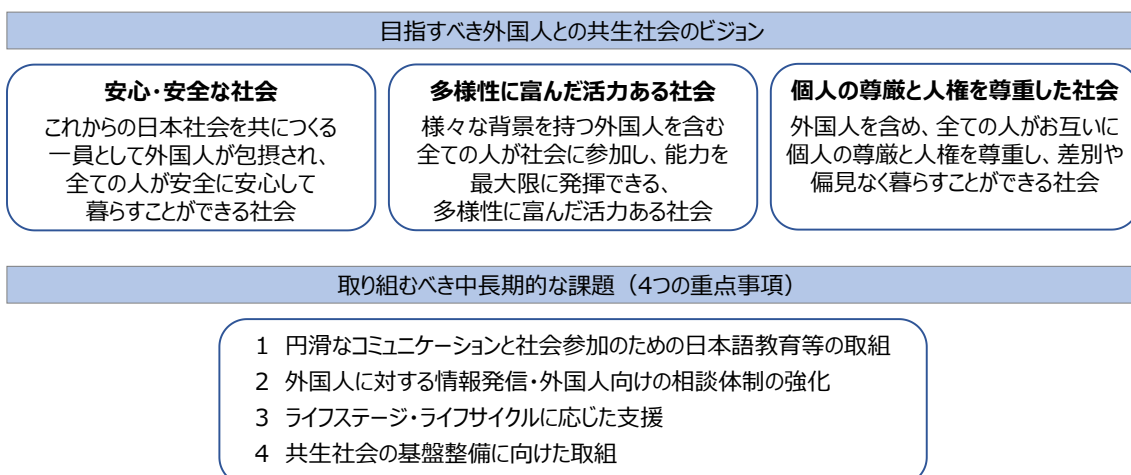 目指すべき外国人との共生社会のビジョン
安心・安全な社会
これからの日本社会を共につくる
一員として外国人が包摂され、
全ての人が安全に安心して
暮らすことができる社会
多様性に富んだ活力ある社会
様々な背景を持つ外国人を含む
全ての人が社会に参加し、能力を
最大限に発揮できる、
多様性に富んだ活力ある社会
個人の尊厳と人権を尊重した社会
外国人を含め、全ての人がお互いに
個人の尊厳と人権を尊重し、差別や
偏見なく暮らすことができる社会
取り組むべき中長期的な課題（4つの重点事項）
1 円滑なコミュニケーションと社会参加のための日本語教育等の取組
2 外国人に対する情報発信・外国人向けの相談体制の強化
3 ライフステージ・ライフサイクルに応じた支援
4 共生社会の基盤整備に向けた取組